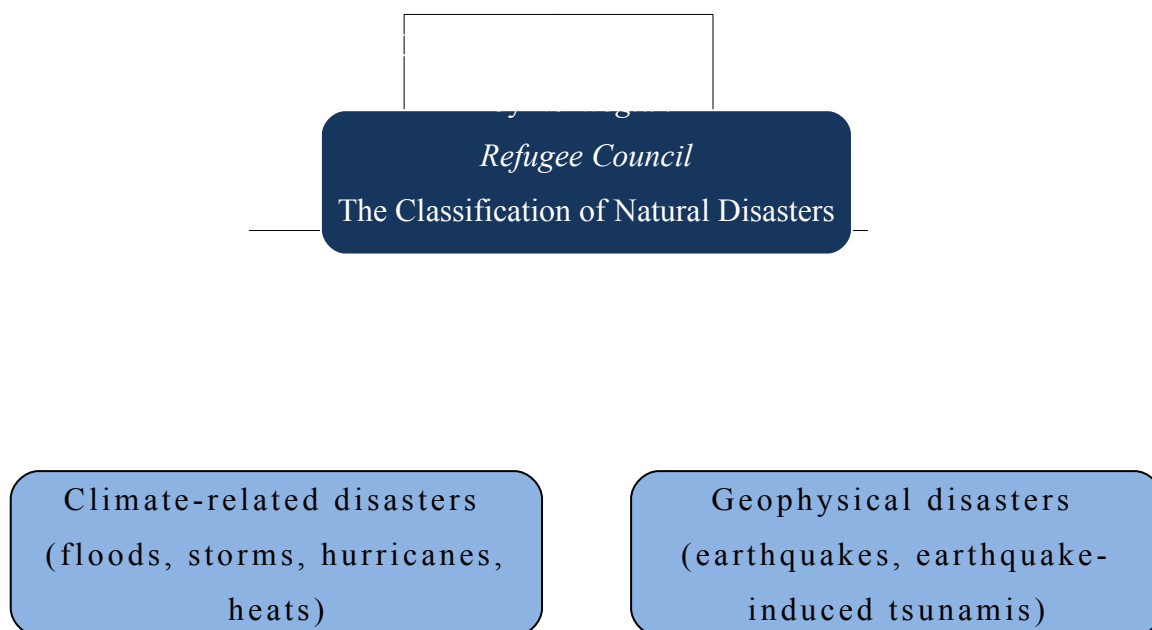 Refugee Council
The Classification of Natural Disasters
Climate-related disasters
(floods, storms, hurricanes,
heats)
Geophysical disasters
(earthquakes, earthquake-
induced tsunamis)